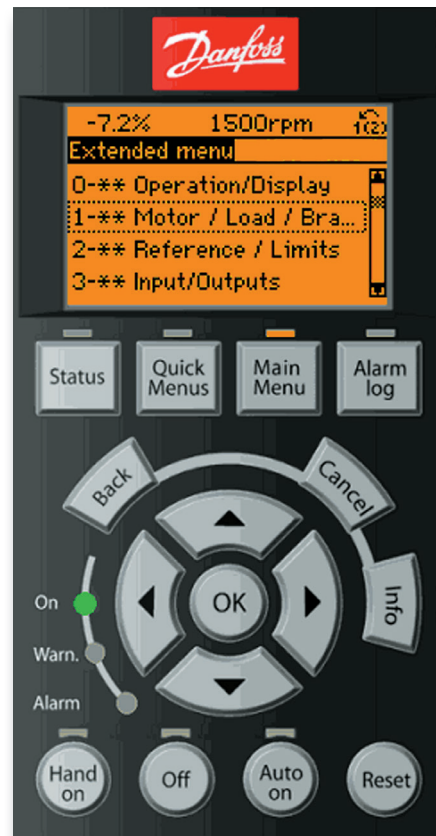 Danfoss
-7.2% 1500rpm 1(2)
Extended menu
0-** Operation/Display
1-** Motor / Load / Bra...
2-** Reference / Limits
3-** Input/Outputs
Status Quick Menus Main Menu Alarm log
Back Cancel
OK Info
On
Warn.
Alarm
Hand on Off Auto on Reset